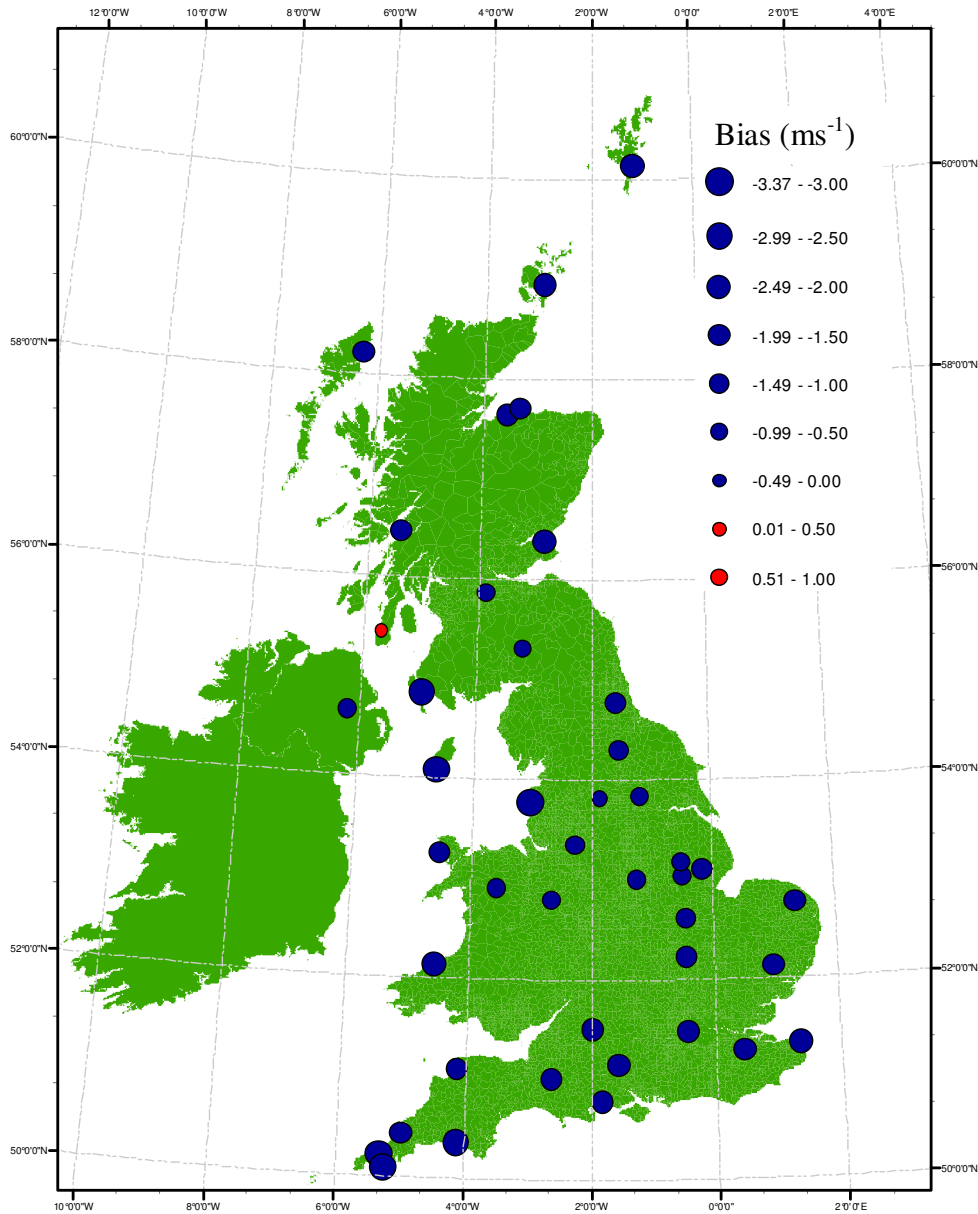 12°0'0"W 10°0'0"W 8°0'0"W 6°0'0"W 4°0'0"W 2°0'0"W 0°0'0" 2°0'0"E 4°0'0"E
60°0'0"N
60°0'0"N
Bias (ms⁻¹)
-3.37 - -3.00
-2.99 - -2.50
-2.49 - -2.00
-1.99 - -1.50
-1.49 - -1.00
-0.99 - -0.50
-0.49 - 0.00
0.01 - 0.50
0.51 - 1.00
58°0'0"N
58°0'0"N
56°0'0"N
56°0'0"N
54°0'0"N
54°0'0"N
52°0'0"N
52°0'0"N
50°0'0"N
50°0'0"N
10°0'0"W 8°0'0"W 6°0'0"W 4°0'0"W 2°0'0"W 0°0'0" 2°0'0"E